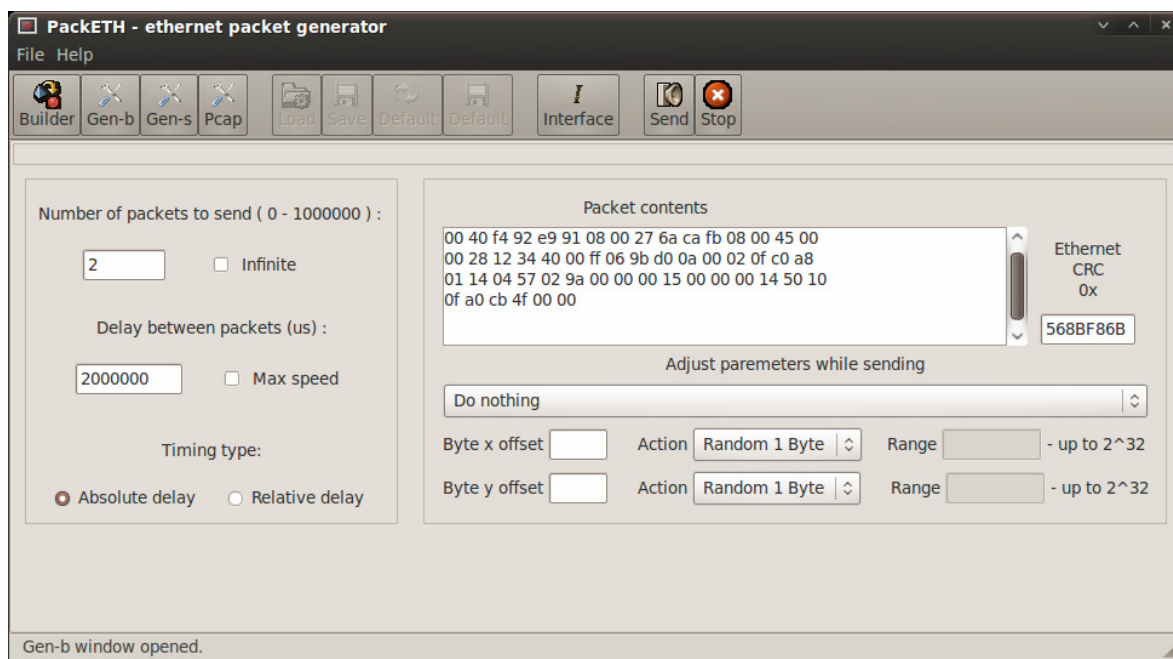 PackETH - ethernet packet generator
File Help
Builder Gen-b Gen-s Pcap Load Save Default Default Interface Send Stop
Number of packets to send ( 0 - 1000000 ) :
2 Infinite
Delay between packets (us) :
2000000 Max speed
Timing type:
Absolute delay Relative delay
Packet contents
00 40 f4 92 e9 91 08 00 27 6a ca fb 08 00 45 00
00 28 12 34 40 00 ff 06 9b d0 0a 00 02 0f c0 a8
01 14 04 57 02 9a 00 00 00 15 00 00 00 14 50 10
0f a0 cb 4f 00 00
Ethernet
CRC
0x
568BF86B
Adjust paremeters while sending
Do nothing
Byte x offset Action Random 1 Byte Range - up to 2^32
Byte y offset Action Random 1 Byte Range - up to 2^32
Gen-b window opened.